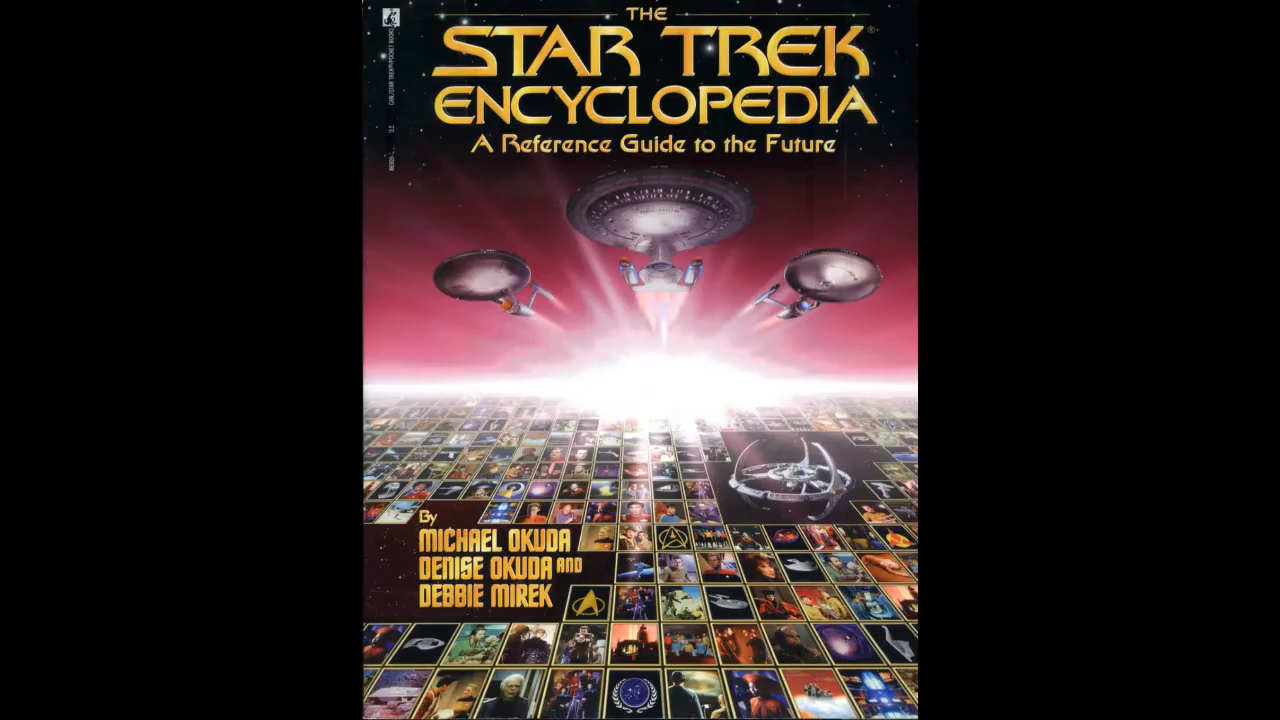 THE
STAR TREK®
ENCYCLOPEDIA
A Reference Guide to the Future
By
MICHAEL OKUDA
DENISE OKUDA AND
DEBBIE MIREK